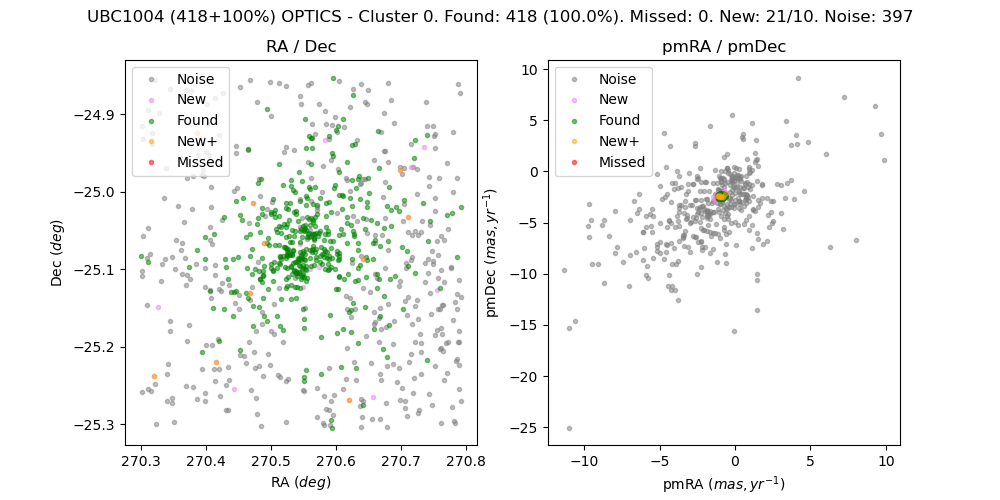 UBC1004 (418+100%) OPTICS - Cluster 0. Found: 418 (100.0%). Missed: 0. New: 21/10. Noise: 397
RA / Dec
Noise
New
Found
New+
Missed
−24.9
−25.0
−25.1
−25.2
−25.3
Dec (deg)
270.3 270.4 270.5 270.6 270.7 270.8
RA (deg)
pmRA / pmDec
Noise
New
Found
New+
Missed
10
5
0
−5
−10
−15
−20
−25
pmDec (mas, yr⁻¹)
−10 −5 0 5 10
pmRA (mas, yr⁻¹)